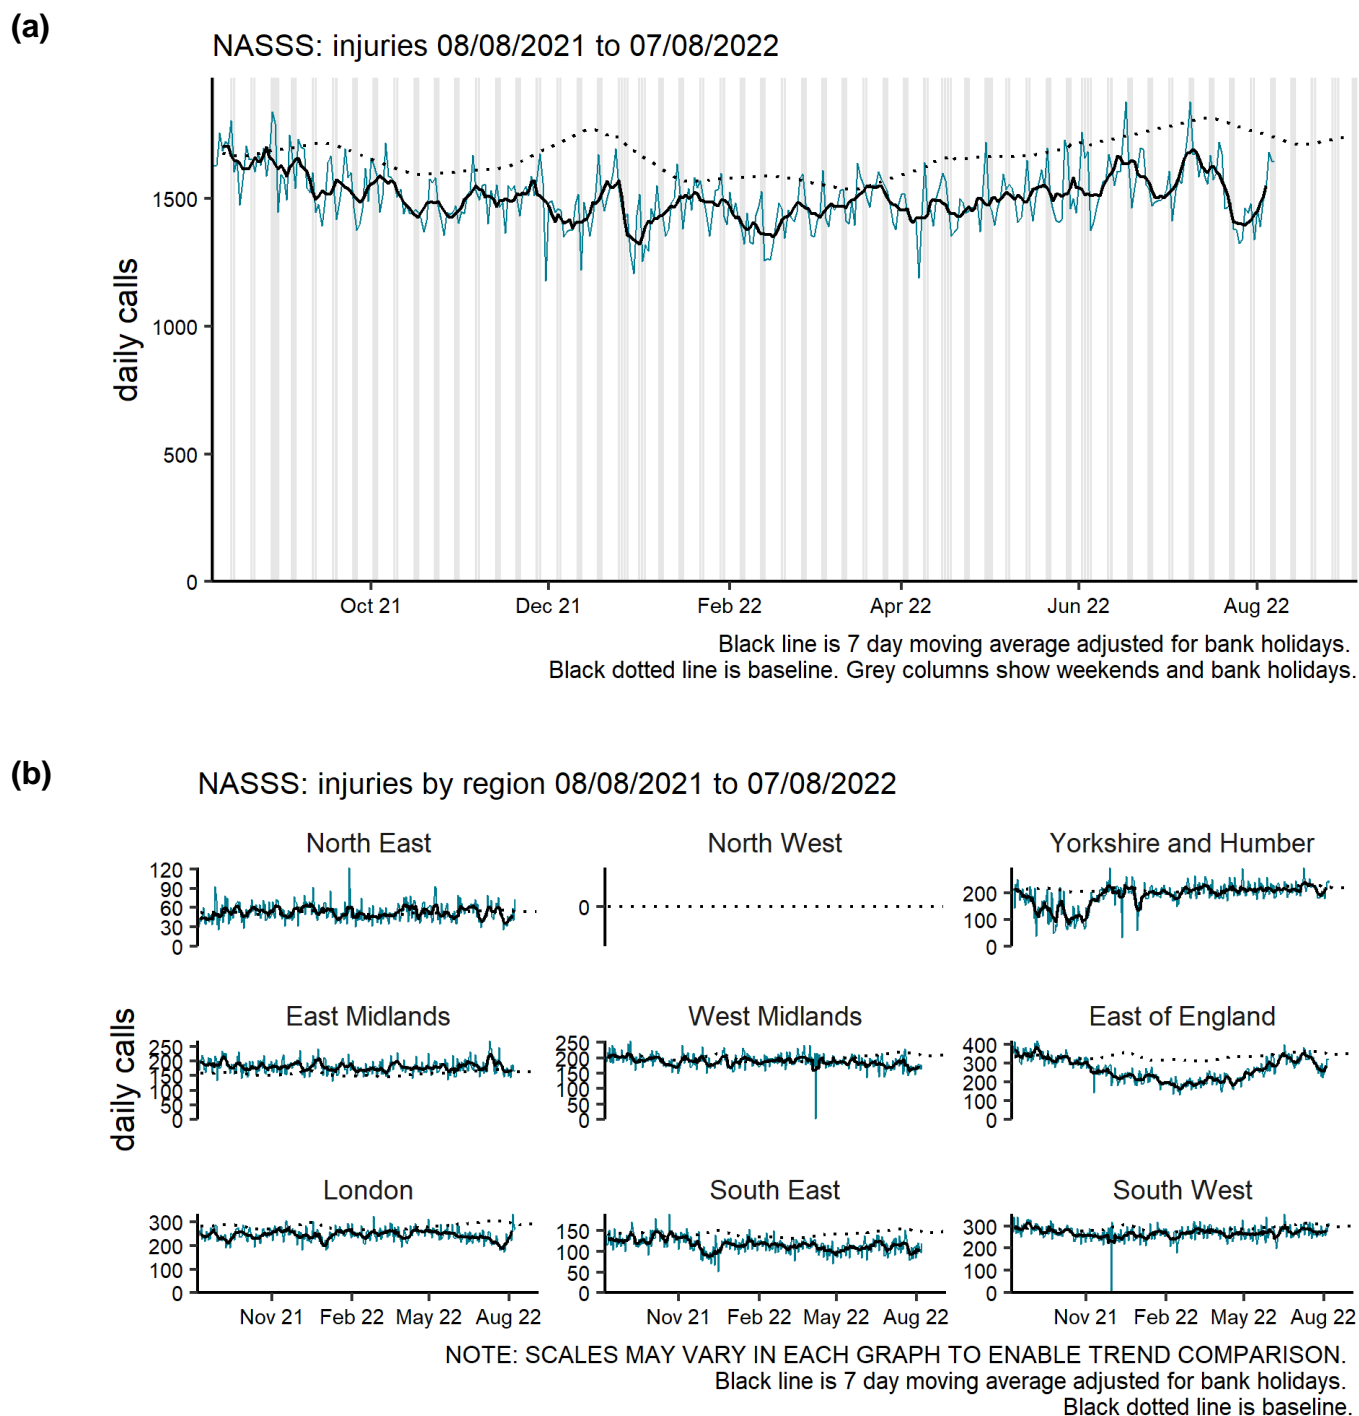 (a)
NASSS: injuries 08/08/2021 to 07/08/2022
daily calls
1500
1000
500
0
Oct 21 Dec 21 Feb 22 Apr 22 Jun 22 Aug 22
Black line is 7 day moving average adjusted for bank holidays.
Black dotted line is baseline. Grey columns show weekends and bank holidays.
(b)
NASSS: injuries by region 08/08/2021 to 07/08/2022
daily calls
North East
120
90
60
30
0
North West
0
Yorkshire and Humber
200
100
0
East Midlands
250
200
150
100
50
0
West Midlands
250
200
150
100
50
0
East of England
400
300
200
100
0
London
300
200
100
0
South East
150
100
50
0
South West
300
200
100
0
Nov 21 Feb 22 May 22 Aug 22
Nov 21 Feb 22 May 22 Aug 22
Nov 21 Feb 22 May 22 Aug 22
NOTE: SCALES MAY VARY IN EACH GRAPH TO ENABLE TREND COMPARISON.
Black line is 7 day moving average adjusted for bank holidays.
Black dotted line is baseline.